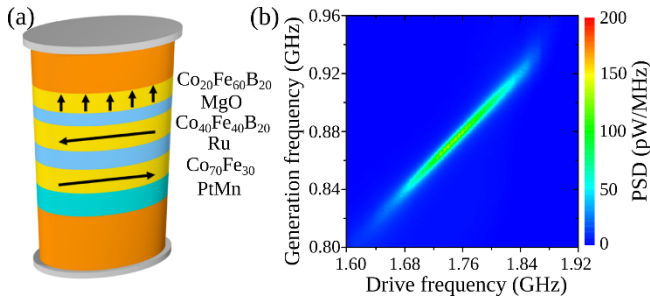 (a)
Co20Fe60B20
MgO
Co40Fe40B20
Ru
Co70Fe30
PtMn
(b)
Generation frequency (GHz)
0.96
0.92
0.88
0.84
0.80
1.60 1.68 1.76 1.84 1.92
Drive frequency (GHz)
200
150
100
50
0
PSD (pW/MHz)